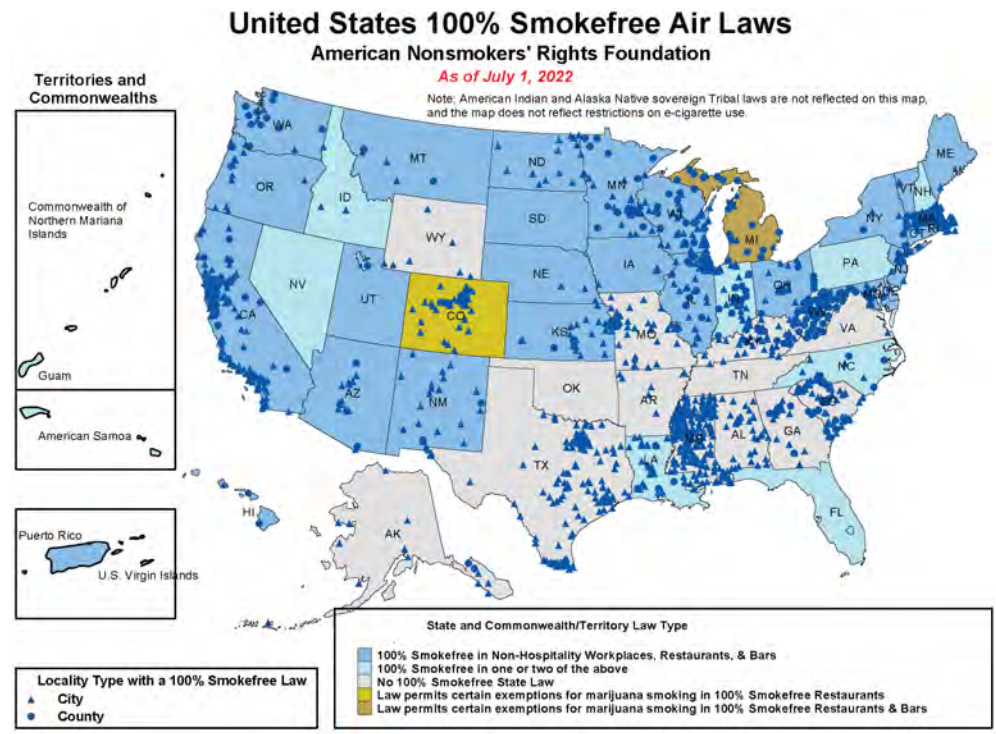 United States 100% Smokefree Air Laws
American Nonsmokers' Rights Foundation
As of July 1, 2022
Note: American Indian and Alaska Native sovereign Tribal laws are not reflected on this map,
and the map does not reflect restrictions on e-cigarette use.
Territories and
Commonwealths
Commonwealth of
Northern Mariana
Islands
Guam
American Samoa
Puerto Rico
U.S. Virgin Islands
WA
MT
ND
MN
ME
OR
ID
SD
WI
VT
NH
NY
MA
CT
RI
WY
MI
IA
PA
NV
UT
NE
IL
IN
OH
NJ
CA
CO
KS
MO
KY
WV
VA
AZ
NM
OK
AR
TN
NC
SC
TX
LA
MS
AL
GA
FL
HI
AK
State and Commonwealth/Territory Law Type
100% Smokefree in Non-Hospitality Workplaces, Restaurants, & Bars
100% Smokefree in one or two of the above
No 100% Smokefree State Law
Law permits certain exemptions for marijuana smoking in 100% Smokefree Restaurants
Law permits certain exemptions for marijuana smoking in 100% Smokefree Restaurants & Bars
Locality Type with a 100% Smokefree Law
City
County